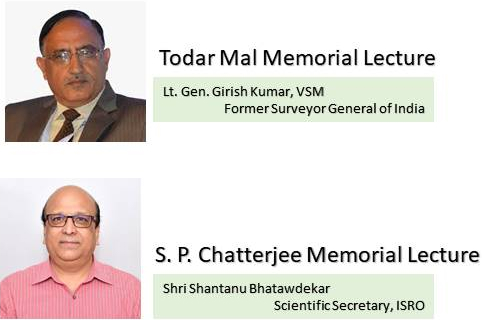 Todar Mal Memorial Lecture
Lt. Gen. Girish Kumar, VSM
Former Surveyor General of India
S. P. Chatterjee Memorial Lecture
Shri Shantanu Bhatawdekar
Scientific Secretary, ISRO